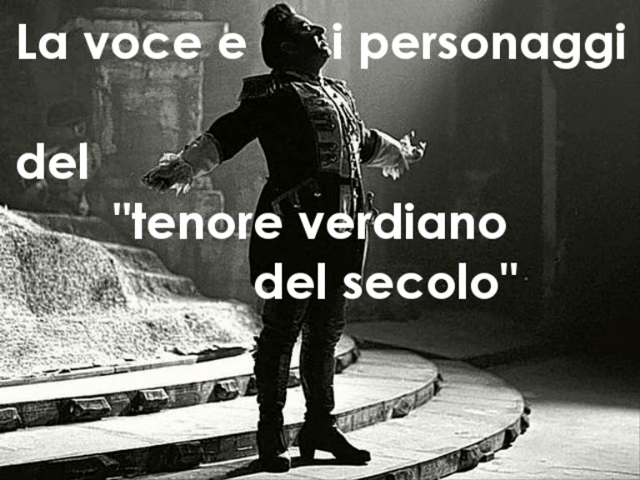 La voce e i personaggi
del
"tenore verdiano
del secolo"